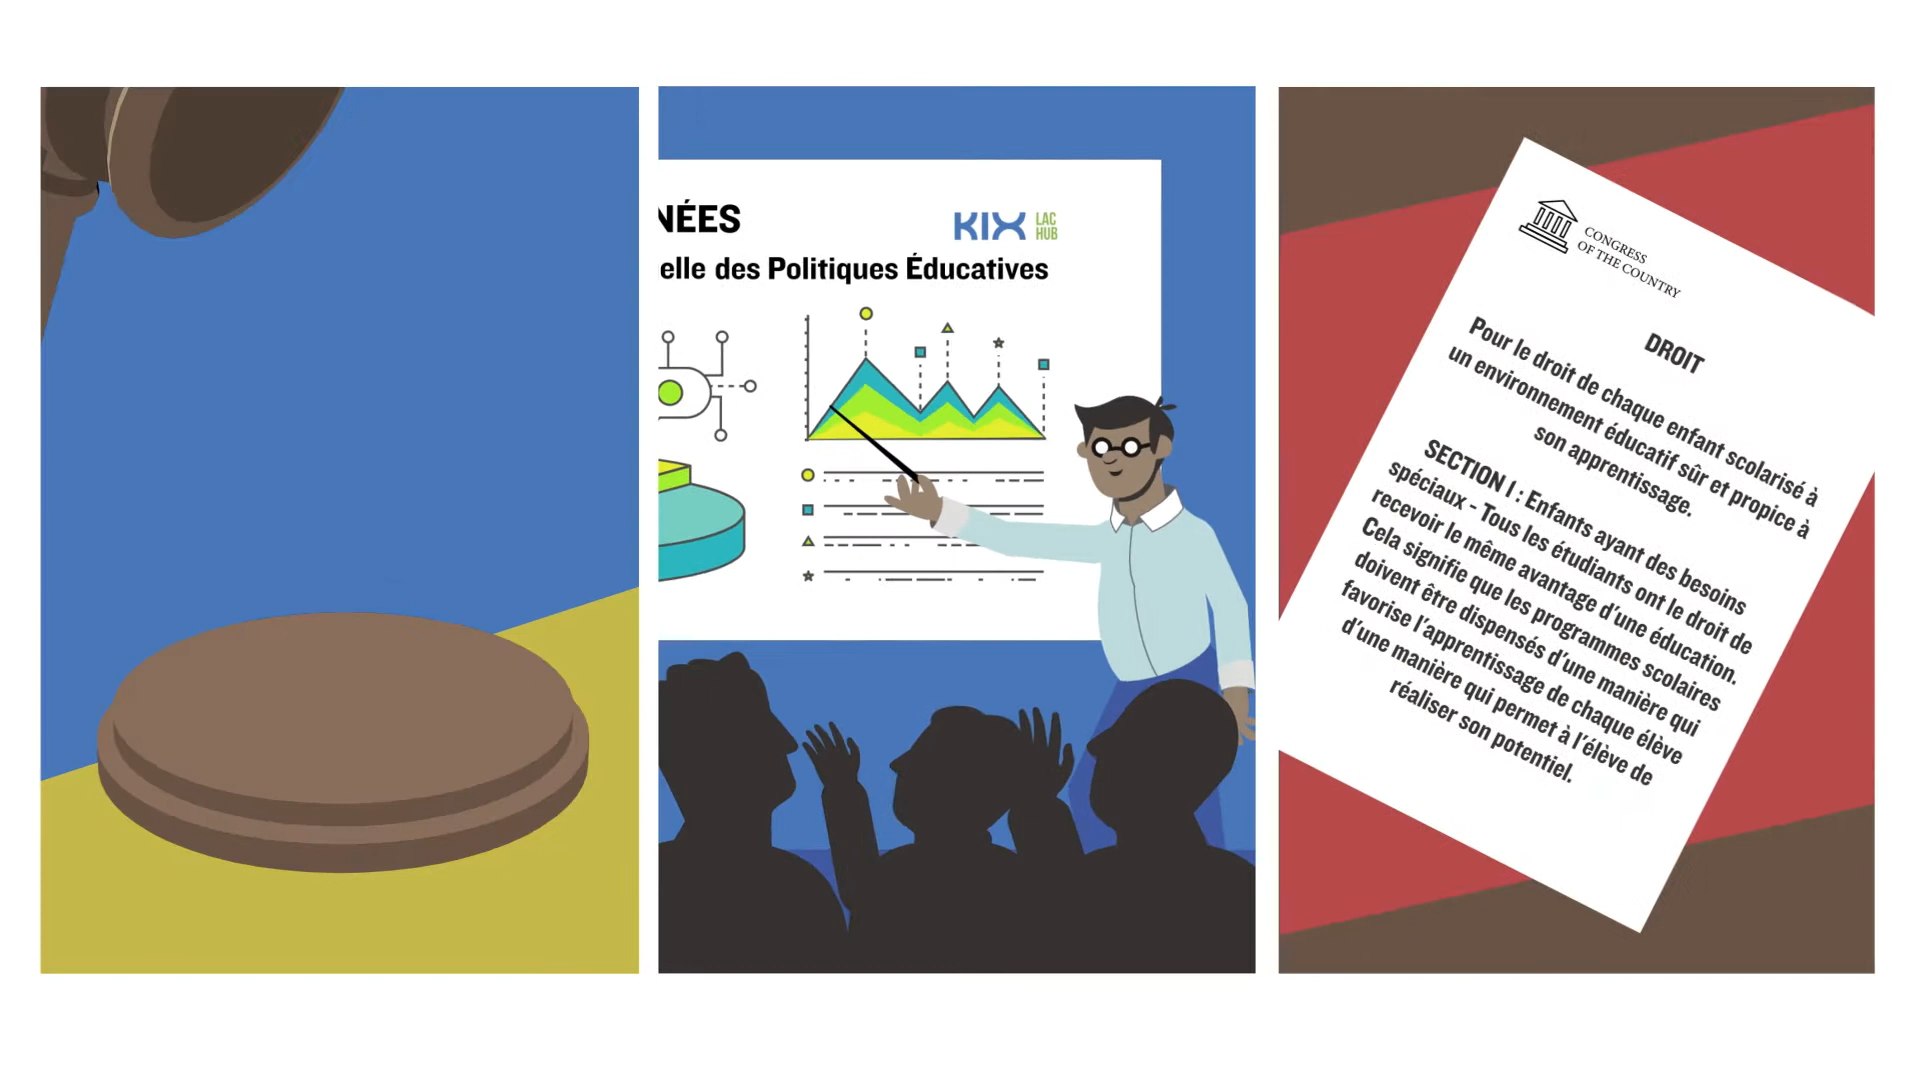 NÉES
KIX LAC
HUB
elle des Politiques Éducatives
CONGRESS
OF THE COUNTRY
DROIT
Pour le droit de chaque enfant scolarisé à
un environnement éducatif sûr et propice à
son apprentissage.
SECTION I : Enfants ayant des besoins
spéciaux - Tous les étudiants ont le droit de
recevoir le même avantage d'une éducation.
Cela signifie que les programmes scolaires
doivent être dispensés d'une manière qui
favorise l'apprentissage de chaque élève
d'une manière qui permet à l'élève de
réaliser son potentiel.